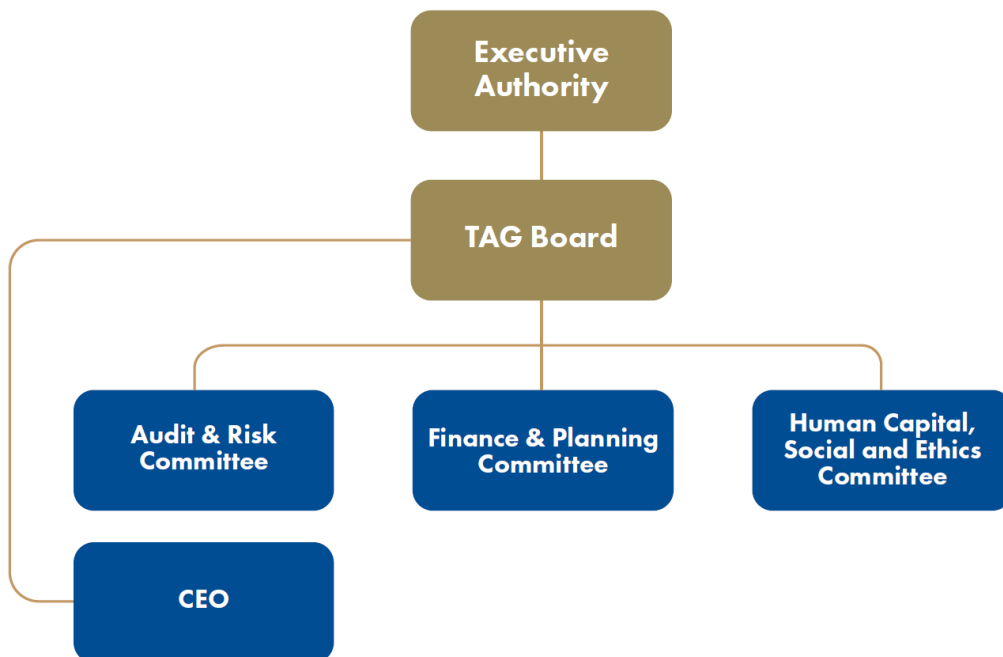 Executive
Authority
TAG Board
Audit & Risk
Committee
Finance & Planning
Committee
Human Capital,
Social and Ethics
Committee
CEO